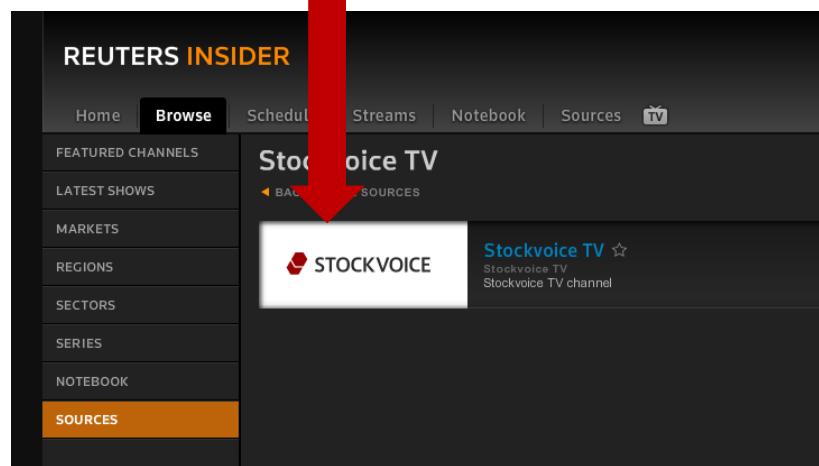 REUTERS INSIDER
Home Browse Streams Notebook Sources TV
FEATURED CHANNELS
LATEST SHOWS
MARKETS
REGIONS
SECTORS
SERIES
NOTEBOOK
SOURCES
TV
SOURCES
STOCKVOICE
Stockvoice TV
Stockvoice TV
Stockvoice TV channel